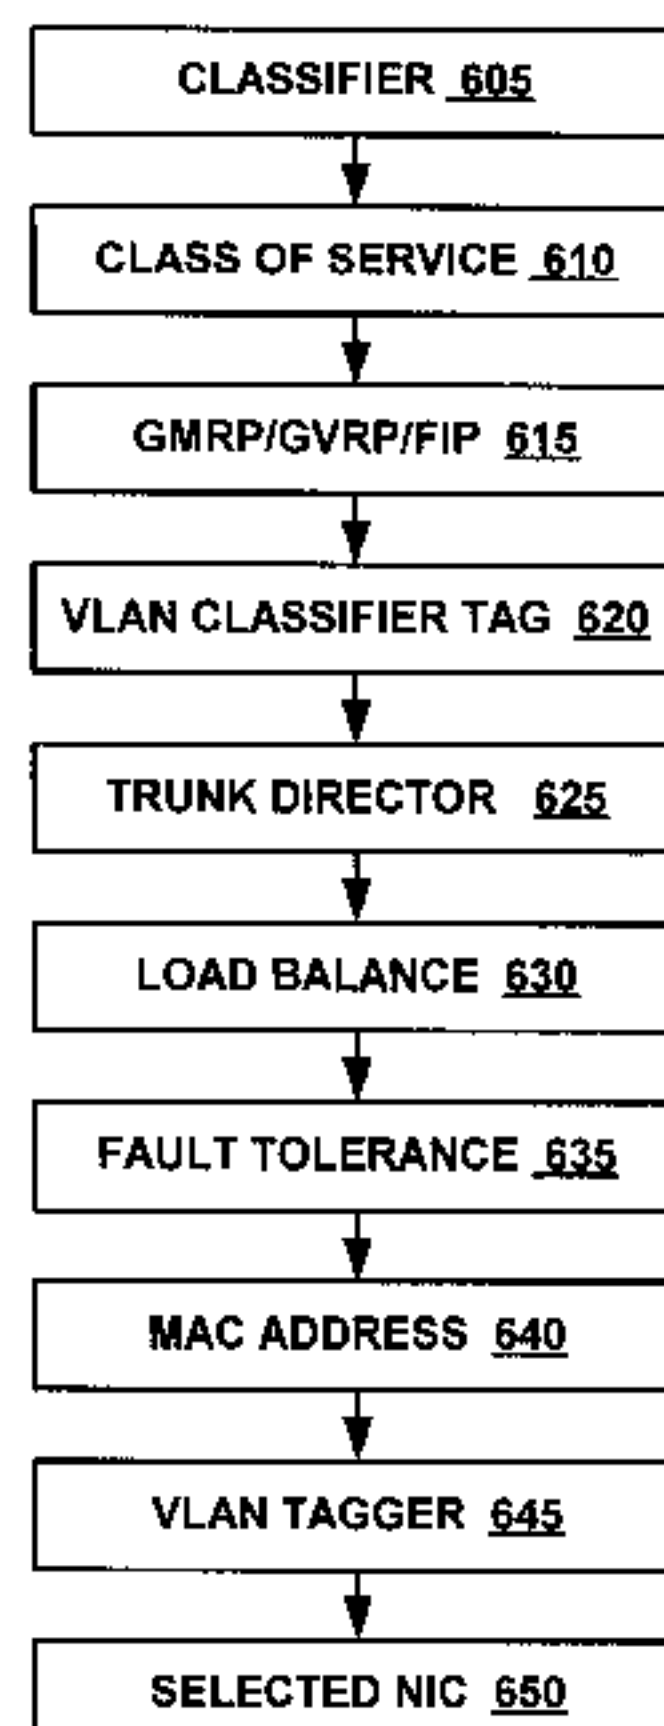 CLASSIFIER 605
CLASS OF SERVICE 610
GMRP/GVRP/FIP 615
VLAN CLASSIFIER TAG 620
TRUNK DIRECTOR 625
LOAD BALANCE 630
FAULT TOLERANCE 635
MAC ADDRESS 640
VLAN TAGGER 645
SELECTED NIC 650